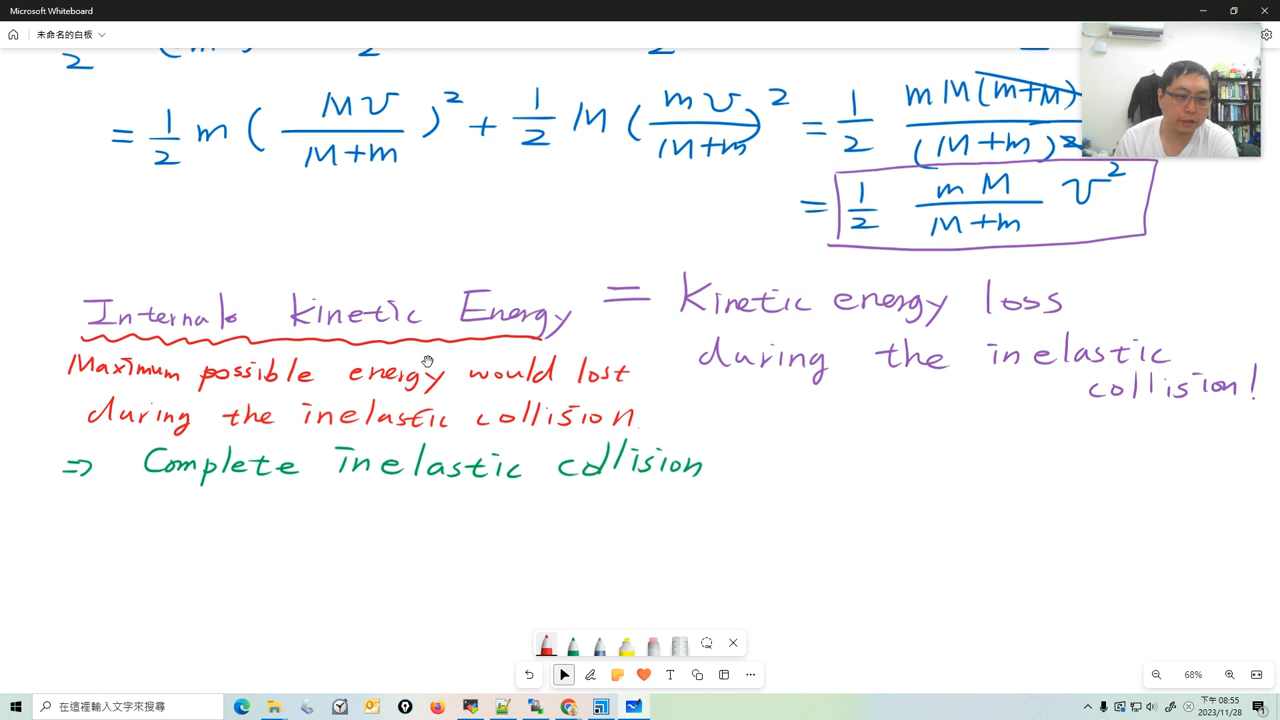 Microsoft Whiteboard
未命名的白板
2 2 2
= 1/2 m ( Mv / M+m )² + 1/2 M ( mv / M+m )² = 1/2 mM(m+M) / (M+m)²
= 1/2 mM / M+m v²
Internal kinetic Energy = Kinetic energy loss
during the inelastic
collision!
Maximum possible energy would lost
during the inelastic collision.
⇒ Complete inelastic collision
68%
在這裡輸入文字來搜尋
下午 08:55
2023/11/28